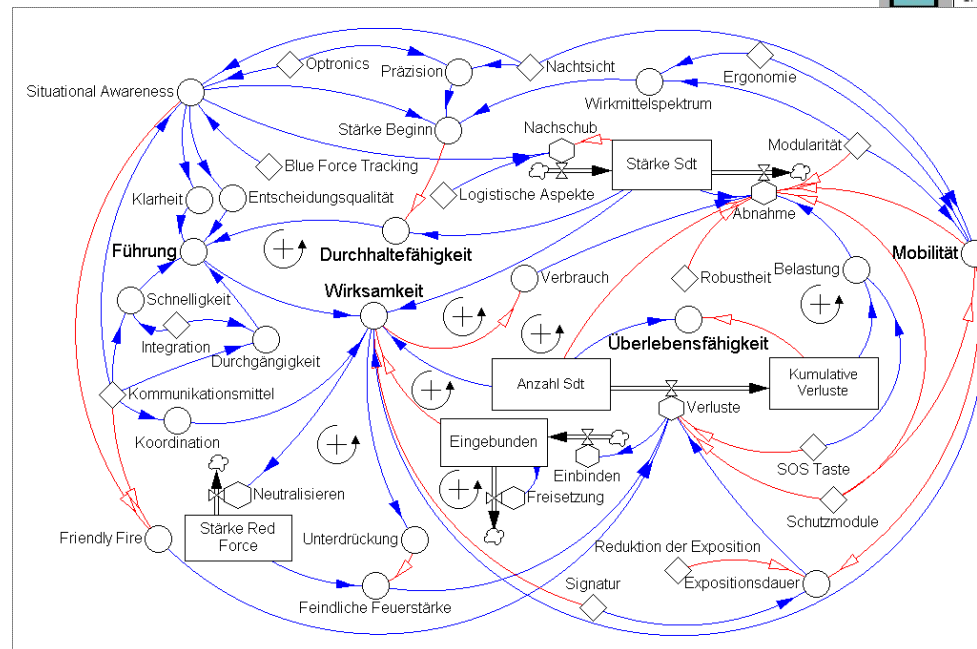 Optronics
Präzision
Nachtsicht
Ergonomie
Situational Awareness
Wirkmittelspektrum
Stärke Beginn
Nachschub
Modularität
Stärke Sdt
Blue Force Tracking
Logistische Aspekte
Klarheit
Entscheidungsqualität
Abnahme
Führung
Durchhaltefähigkeit
Mobilität
Robustheit
Belastung
Verbrauch
Wirksamkeit
Schnelligkeit
Überlebensfähigkeit
Integration
Durchgängigkeit
Anzahl Sdt
Kumulative
Verluste
Kommunikationsmittel
Verluste
Koordination
Eingebunden
SOS Taste
Einbinden
Neutralisieren
Freisetzung
Schutzmodule
Stärke Red
Force
Friendly Fire
Unterdrückung
Reduktion der Exposition
Signatur
Expositionsdauer
Feindliche Feuerstärke